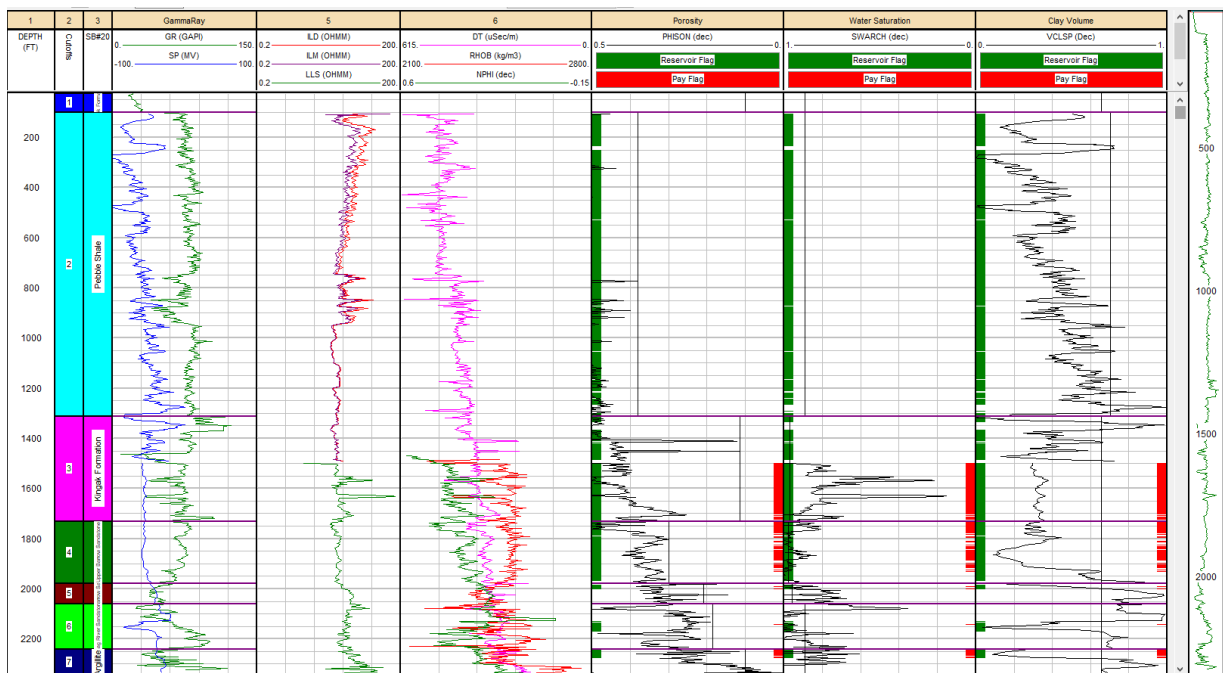 1 2 3 GammaRay 5 6 Porosity Water Saturation Clay Volume
DEPTH
(FT)
Cutoffs
SB#20
GR (GAPI)
0. 150.
SP (MV)
-100. 100.
ILD (OHMM)
0.2 200.
ILM (OHMM)
0.2 200.
LLS (OHMM)
0.2 200.
DT (uSec/m)
615. 0.
RHOB (kg/m3)
2100. 2800.
NPHI (dec)
0.6 -0.15
PHISON (dec)
0.5 0.
Reservoir Flag
Pay Flag
SWARCH (dec)
1. 0.
Reservoir Flag
Pay Flag
VCLSP (Dec)
0. 1.
Reservoir Flag
Pay Flag
1
200
400
600
2
Pebble Shale
800
1000
1200
1400
3
Kingak Formation
1600
1800
4
2000
5
6
2200
7
Argillite
500
1000
1500
2000